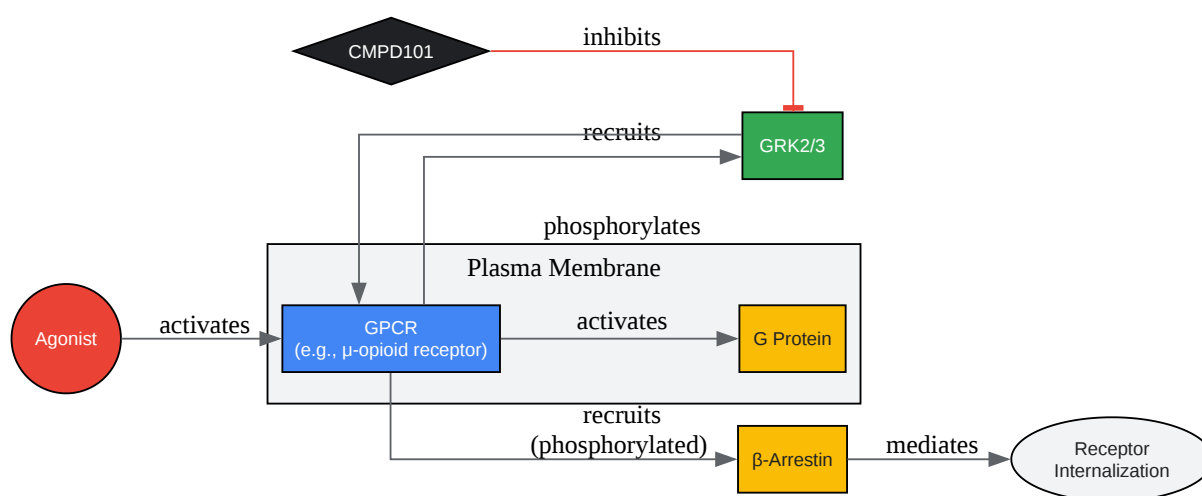 inhibits
CMPD101
recruits
GRK2/3
phosphorylates
Plasma Membrane
Agonist
activates
GPCR
(e.g., μ-opioid receptor)
activates
G Protein
recruits
(phosphorylated)
β-Arrestin
mediates
Receptor
Internalization